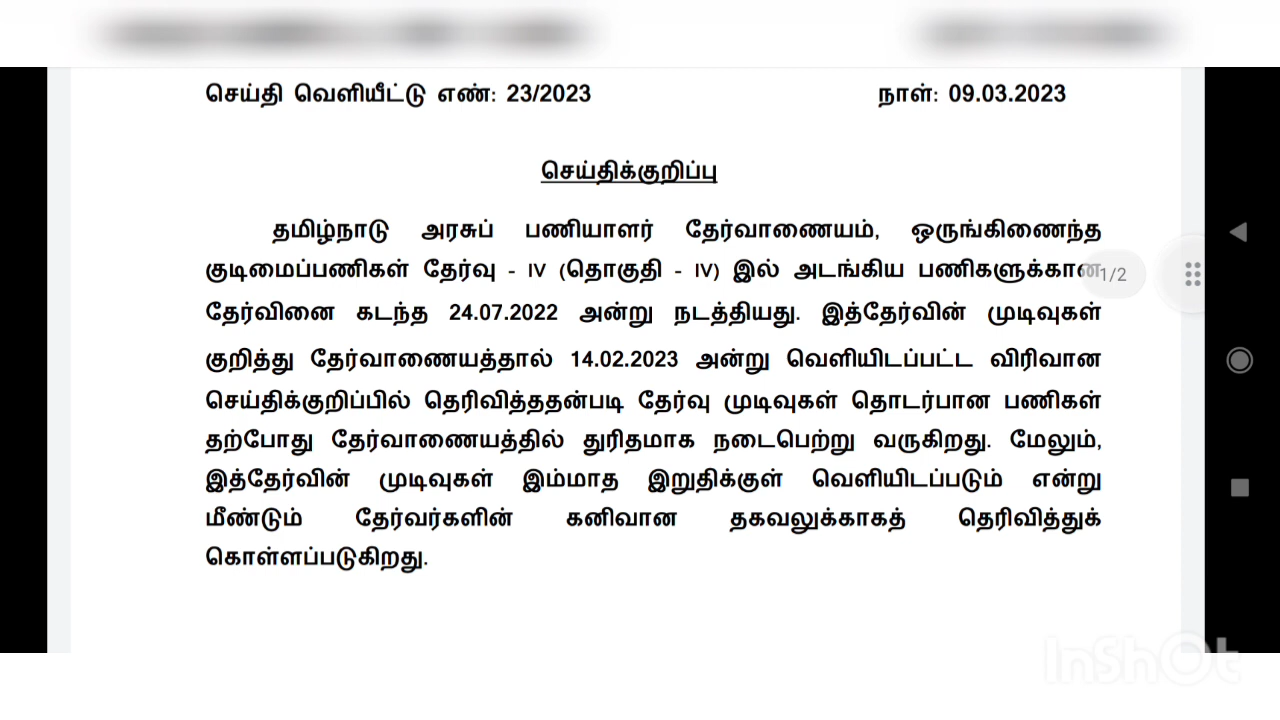 செய்தி வெளியீட்டு எண்: 23/2023 நாள்: 09.03.2023
செய்திக்குறிப்பு
தமிழ்நாடு அரசுப் பணியாளர் தேர்வாணையம், ஒருங்கிணைந்த
குடிமைப்பணிகள் தேர்வு - IV (தொகுதி - IV) இல் அடங்கிய பணிகளுக்கான
1/2
தேர்வினை கடந்த 24.07.2022 அன்று நடத்தியது. இத்தேர்வின் முடிவுகள்
குறித்து தேர்வாணையத்தால் 14.02.2023 அன்று வெளியிடப்பட்ட விரிவான
செய்திக்குறிப்பில் தெரிவித்ததன்படி தேர்வு முடிவுகள் தொடர்பான பணிகள்
தற்போது தேர்வாணையத்தில் துரிதமாக நடைபெற்று வருகிறது. மேலும்,
இத்தேர்வின் முடிவுகள் இம்மாத இறுதிக்குள் வெளியிடப்படும் என்று
மீண்டும் தேர்வர்களின் கனிவான தகவலுக்காகத் தெரிவித்துக்
கொள்ளப்படுகிறது.
InShOt